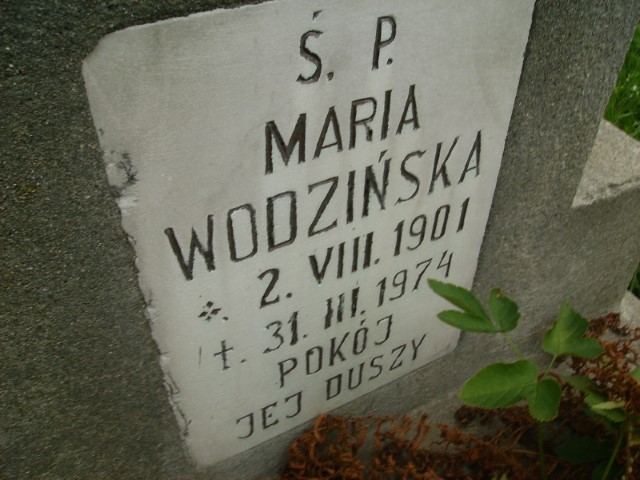 Ś. P.
MARIA
WODZIŃSKA
*. 2. VIII. 1901
†. 31. III. 1974
POKÓJ
JEJ DUSZY